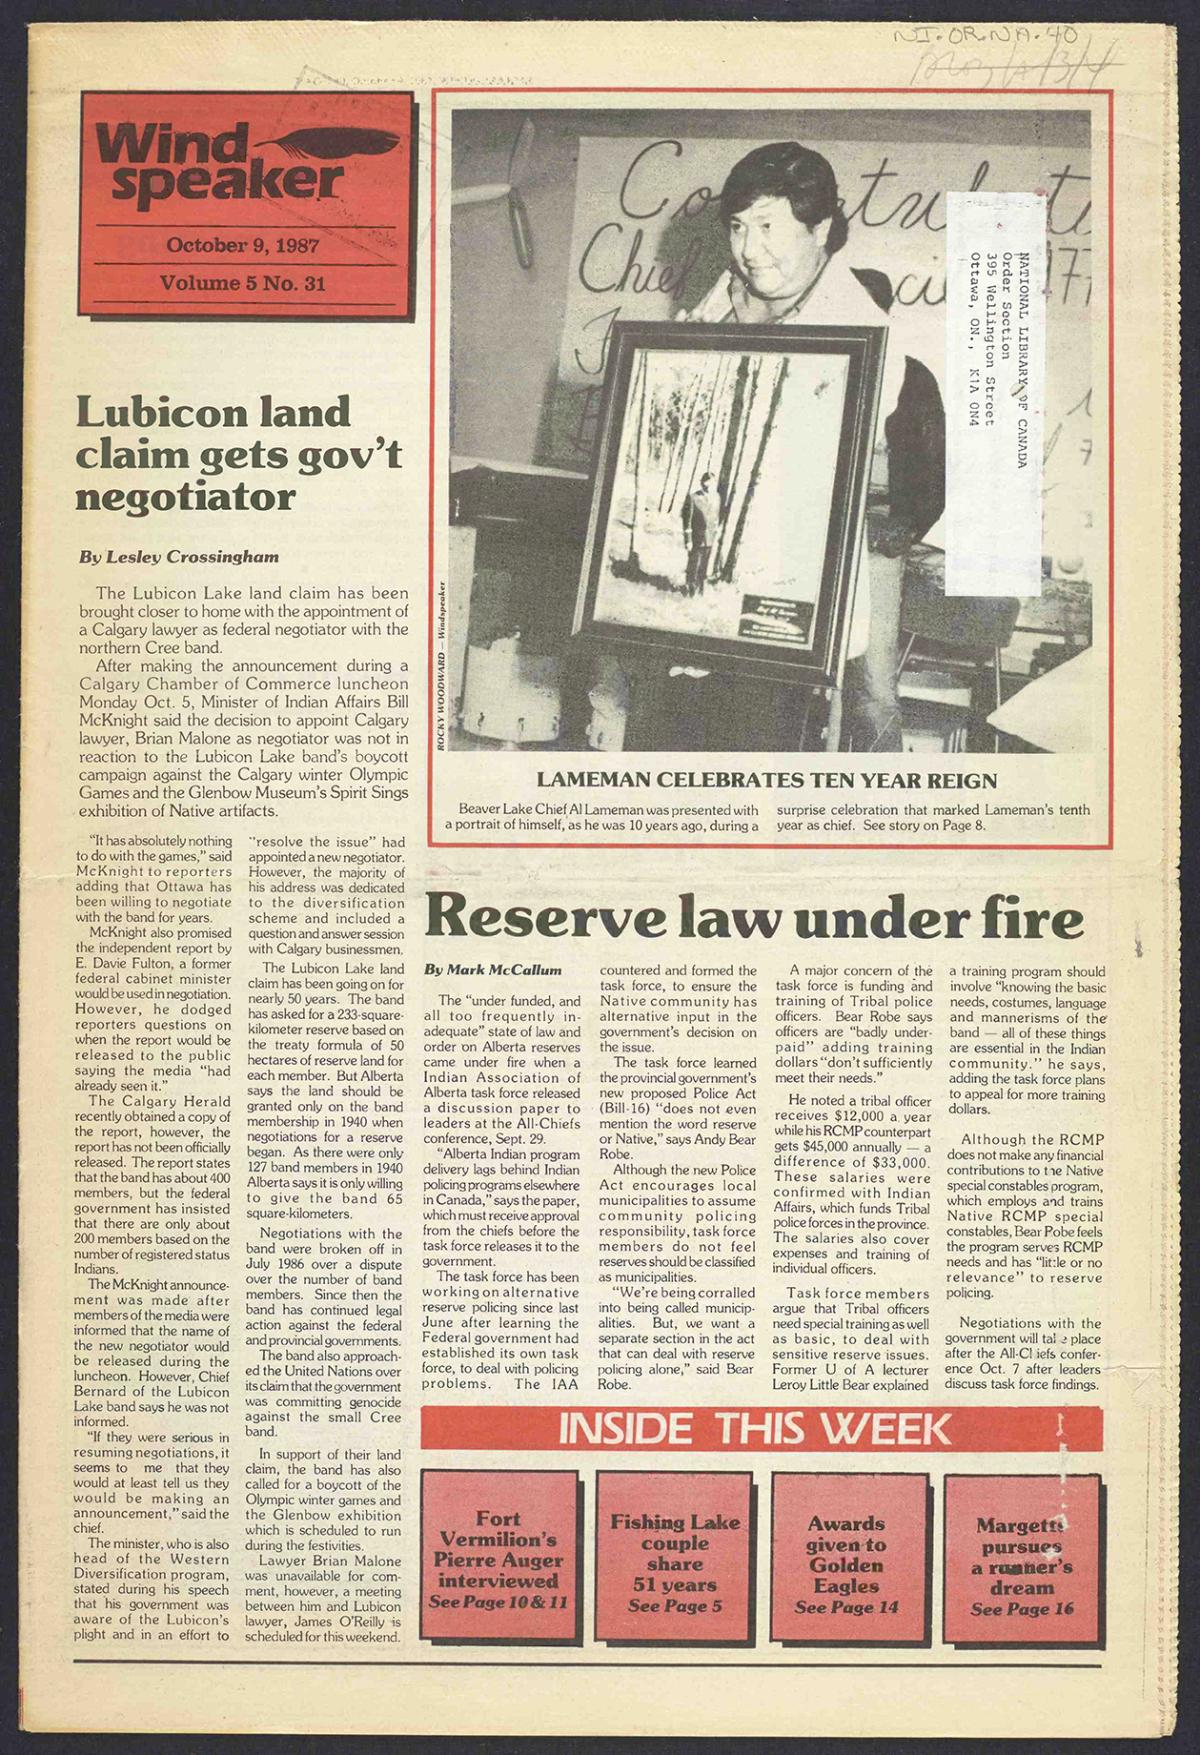 NI.OR.NA.40
Wind
speaker
October 9, 1987
Volume 5 No. 31
Lubicon land
claim gets gov't
negotiator
By Lesley Crossingham
The Lubicon Lake land claim has been
brought closer to home with the appointment of
a Calgary lawyer as federal negotiator with the
northern Cree band.
After making the announcement during a
Calgary Chamber of Commerce luncheon
Monday Oct. 5, Minister of Indian Affairs Bill
McKnight said the decision to appoint Calgary
lawyer, Brian Malone as negotiator was not in
reaction to the Lubicon Lake band's boycott
campaign against the Calgary winter Olympic
Games and the Glenbow Museum's Spirit Sings
exhibition of Native artifacts.
"It has absolutely nothing
to do with the games," said
McKnight to reporters
adding that Ottawa has
been willing to negotiate
with the band for years.
McKnight also promised
the independent report by
E. Davie Fulton, a former
federal cabinet minister
would be used in negotiation.
However, he dodged
reporters questions on
when the report would be
released to the public
saying the media "had
already seen it."
The Calgary Herald
recently obtained a copy of
the report, however, the
report has not been officially
released. The report states
that the band has about 400
members, but the federal
government has insisted
that there are only about
200 members based on the
number of registered status
Indians.
The McKnight announce-
ment was made after
members of the media were
informed that the name of
the new negotiator would
be released during the
luncheon. However, Chief
Bernard of the Lubicon
Lake band says he was not
informed.
"If they were serious in
resuming negotiations, it
seems to me that they
would at least tell us they
would be making an
announcement," said the
chief.
The minister, who is also
head of the Western
Diversification program,
stated during his speech
that his government was
aware of the Lubicon's
plight and in an effort to
"resolve the issue" had
appointed a new negotiator.
However, the majority of
his address was dedicated
to the diversification
scheme and included a
question and answer session
with Calgary businessmen.
The Lubicon Lake land
claim has been going on for
nearly 50 years. The band
has asked for a 233-square-
kilometer reserve based on
the treaty formula of 50
hectares of reserve land for
each member. But Alberta
says the land should be
granted only on the band
membership in 1940 when
negotiations for a reserve
began. As there were only
127 band members in 1940
Alberta says it is only willing
to give the band 65
square-kilometers.
Negotiations with the
band were broken off in
July 1986 over a dispute
over the number of band
members. Since then the
band has continued legal
action against the federal
and provincial governments.
The band also approach-
ed the United Nations over
its claim that the government
was committing genocide
against the small Cree
band.
In support of their land
claim, the band has also
called for a boycott of the
Olympic winter games and
the Glenbow exhibition
which is scheduled to run
during the festivities.
Lawyer Brian Malone
was unavailable for com-
ment, however, a meeting
between him and Lubicon
lawyer, James O'Reilly is
scheduled for this weekend.
Chief
NATIONAL LIBRARY OF CANADA
Order Section
395 Wellington Street
Ottawa, ON., K1A 0N4
ROCKY WOODWARD — Windspeaker
LAMEMAN CELEBRATES TEN YEAR REIGN
Beaver Lake Chief Al Lameman was presented with
a portrait of himself, as he was 10 years ago, during a
surprise celebration that marked Lameman's tenth
year as chief. See story on Page 8.
Reserve law under fire
By Mark McCallum
The "under funded, and
all too frequently in-
adequate" state of law and
order on Alberta reserves
came under fire when a
Indian Association of
Alberta task force released
a discussion paper to
leaders at the All-Chiefs
conference, Sept. 29.
"Alberta Indian program
delivery lags behind Indian
policing programs elsewhere
in Canada," says the paper,
which must receive approval
from the chiefs before the
task force releases it to the
government.
The task force has been
working on alternative
reserve policing since last
June after learning the
Federal government had
established its own task
force, to deal with policing
problems. The IAA
countered and formed the
task force, to ensure the
Native community has
alternative input in the
government's decision on
the issue.
The task force learned
the provincial government's
new proposed Police Act
(Bill-16) "does not even
mention the word reserve
or Native," says Andy Bear
Robe.
Although the new Police
Act encourages local
municipalities to assume
community policing
responsibility, task force
members do not feel
reserves should be classified
as municipalities.
"We're being corralled
into being called municip-
alities. But, we want a
separate section in the act
that can deal with reserve
policing alone," said Bear
Robe.
A major concern of the
task force is funding and
training of Tribal police
officers. Bear Robe says
officers are "badly under-
paid" adding training
dollars "don't sufficiently
meet their needs."
He noted a tribal officer
receives $12,000 a year
while his RCMP counterpart
gets $45,000 annually — a
difference of $33,000.
These salaries were
confirmed with Indian
Affairs, which funds Tribal
police forces in the province.
The salaries also cover
expenses and training of
individual officers.
Task force members
argue that Tribal officers
need special training as well
as basic, to deal with
sensitive reserve issues.
Former U of A lecturer
Leroy Little Bear explained
a training program should
involve "knowing the basic
needs, costumes, language
and mannerisms of the
band — all of these things
are essential in the Indian
community." he says,
adding the task force plans
to appeal for more training
dollars.
Although the RCMP
does not make any financial
contributions to the Native
special constables program,
which employs and trains
Native RCMP special
constables, Bear Robe feels
the program serves RCMP
needs and has "little or no
relevance" to reserve
policing.
Negotiations with the
government will take place
after the All-Chiefs confer-
ence Oct. 7 after leaders
discuss task force findings.
INSIDE THIS WEEK
Fort
Vermilion's
Pierre Auger
interviewed
See Page 10 & 11
Fishing Lake
couple
share
51 years
See Page 5
Awards
given to
Golden
Eagles
See Page 14
Margetts
pursues
a runner's
dream
See Page 16